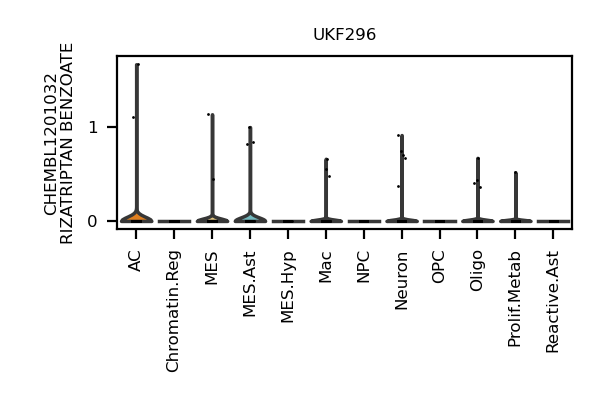 UKF296
CHEMBL1201032
RIZATRIPTAN BENZOATE
1
0
AC
Chromatin.Reg
MES
MES.Ast
MES.Hyp
Mac
NPC
Neuron
OPC
Oligo
Prolif.Metab
Reactive.Ast